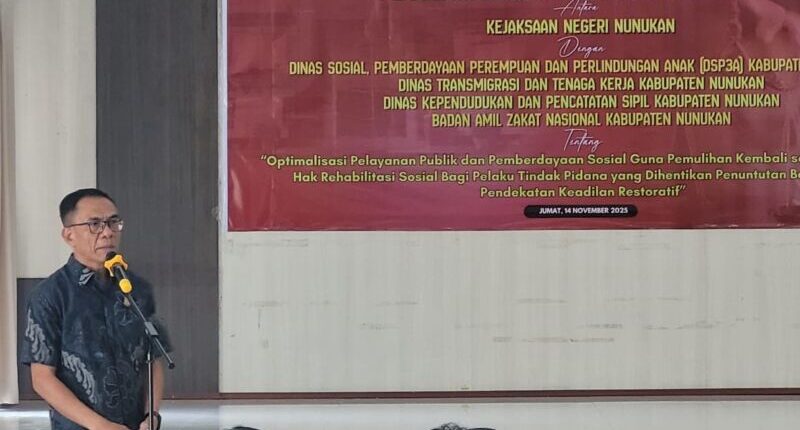 Antara
KEJAKSAAN NEGERI NUNUKAN
Dengan
DINAS SOSIAL, PEMBERDAYAAN PEREMPUAN DAN PERLINDUNGAN ANAK (DSP3A) KABUPATE
DINAS TRANSMIGRASI DAN TENAGA KERJA KABUPATEN NUNUKAN
DINAS KEPENDUDUKAN DAN PENCATATAN SIPIL KABUPATEN NUNUKAN
BADAN AMIL ZAKAT NASIONAL KABUPATEN NUNUKAN
Tentang
"Optimalisasi Pelayanan Publik dan Pemberdayaan Sosial Guna Pemulihan Kembali
Hak Rehabilitasi Sosial Bagi Pelaku Tindak Pidana yang Dihentikan Penuntutan
Pendekatan Keadilan Restoratif"
JUMAT, 14 NOVEMBER 2025